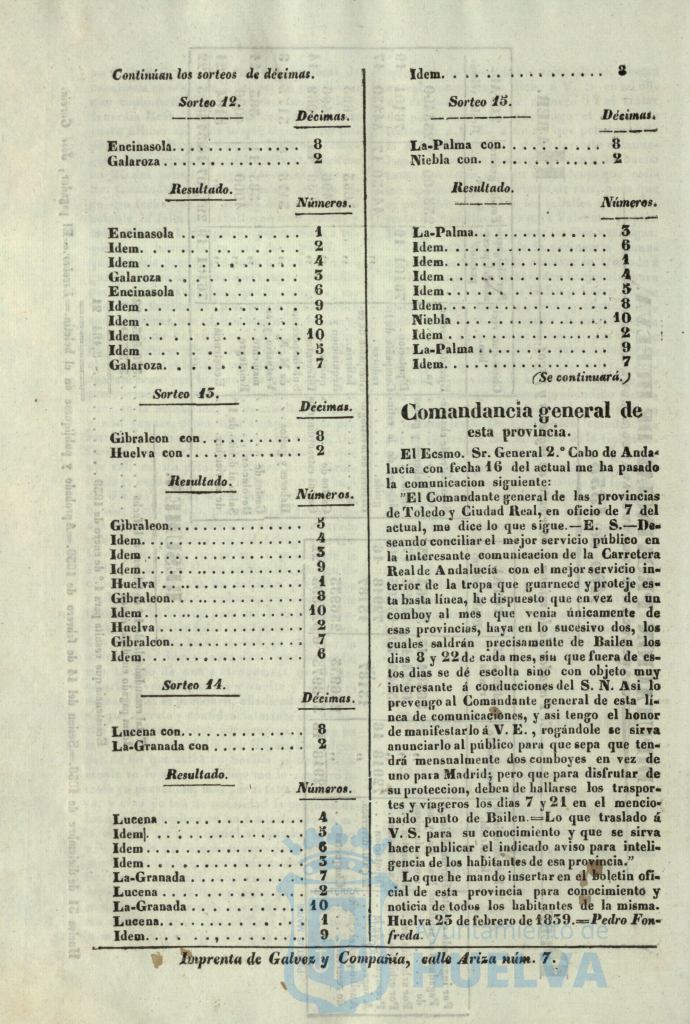 Continúan los sorteos de décimas.
Sorteo 12.
Décimas.
Encinasola. . . . . . . . . . . . . 8
Galaroza . . . . . . . . . . . . . . 2
Resultado.
Números.
Encinasola . . . . . . . . . . . 1
Idem. . . . . . . . . . . . . . . 2
Idem . . . . . . . . . . . . . . 4
Galaroza . . . . . . . . . . . . 3
Encinasola . . . . . . . . . . . 6
Idem . . . . . . . . . . . . . . 9
Idem . . . . . . . . . . . . . . 8
Idem . . . . . . . . . . . . . . 10
Idem . . . . . . . . . . . . . . 5
Galaroza. . . . . . . . . . . . 7
Sorteo 13.
Décimas.
Gibraleon con . . . . . . . . . . 8
Huelva con . . . . . . . . . . . . 2
Resultado.
Números.
Gibraleon. . . . . . . . . . . . . 5
Idem. . . . . . . . . . . . . . . . 4
Idem . . . . . . . . . . . . . . . 3
Idem. . . . . . . . . . . . . . . . 9
Huelva . . . . . . . . . . . . . . 1
Gibraleon. . . . . . . . . . . . . 8
Idem . . . . . . . . . . . . . . . 10
Huelva . . . . . . . . . . . . . . 2
Gibraleon. . . . . . . . . . . . . 7
Idem. . . . . . . . . . . . . . . . 6
Sorteo 14.
Décimas.
Lucena con. . . . . . . . . . . . 8
La-Granada con . . . . . . . . . 2
Resultado.
Números.
Lucena . . . . . . . . . . . . . . 4
Idem . . . . . . . . . . . . . . . 5
Idem . . . . . . . . . . . . . . . 6
Idem . . . . . . . . . . . . . . . 3
La-Granada . . . . . . . . . . . 7
Lucena . . . . . . . . . . . . . . 2
La-Granada . . . . . . . . . . . 10
Lucena. . . . . . . . . . . . . . 1
Idem. . . . . . . . . . . . . . . 9
Idem. . . . . . . . . . . . . . . . 8
Sorteo 15.
Décimas.
La-Palma con. . . . . . . . . . . 8
Niebla con. . . . . . . . . . . . . 2
Resultado.
Números.
La-Palma. . . . . . . . . . . . . 3
Idem. . . . . . . . . . . . . . . . 6
Idem. . . . . . . . . . . . . . . . 1
Idem . . . . . . . . . . . . . . . 4
Idem . . . . . . . . . . . . . . . 5
Idem. . . . . . . . . . . . . . . . 8
Niebla . . . . . . . . . . . . . . 10
Idem . . . . . . . . . . . . . . . 2
La-Palma . . . . . . . . . . . . 9
Idem. . . . . . . . . . . . . . . . 7
(Se continuará.)
Comandancia general de
esta provincia.
El Ecsmo. Sr. General 2.º Cabo de Anda-
lucía con fecha 16 del actual me ha pasado
la comunicacion siguiente:
"El Comandante general de las provincias
de Toledo y Ciudad Real, en oficio de 7 del
actual, me dice lo que sigue.—E. S.—De-
seando conciliar el mejor servicio público en
la interesante comunicacion de la Carretera
Real de Andalucía con el mejor servicio in-
terior de la tropa que guarnece y proteje es-
ta basta línea, he dispuesto que en vez de un
comboy al mes que venia únicamente de
esas provincias, haya en lo sucesivo dos, los
cuales saldrán precisamente de Bailen los
dias 8 y 22 de cada mes, sin que fuera de es-
tos dias se dé escolta sino con objeto muy
interesante á conducciones del S. N. Asi lo
prevengo al Comandante general de esta lí-
nea de comunicaciones, y asi tengo el honor
de manifestarlo á V. E., rogándole se sirva
anunciarlo al público para que sepa que ten-
drá mensualmente dos comboyes en vez de
uno para Madrid; pero que para disfrutar de
su proteccion, deben de hallarse los traspor-
tes y viageros los dias 7 y 21 en el mencio-
nado punto de Bailen.=Lo que traslado á
V. S. para su conocimiento y que se sirva
hacer publicar el indicado aviso para inteli-
gencia de los habitantes de esa provincia."
Lo que he mando insertar en el boletin ofi-
cial de esta provincia para conocimiento y
noticia de todos los habitantes de la misma.
Huelva 23 de febrero de 1839.=Pedro Fon-
freda.
Imprenta de Galvez y Compañía, calle Ariza núm. 7.
Ayuntamiento de
HUELVA